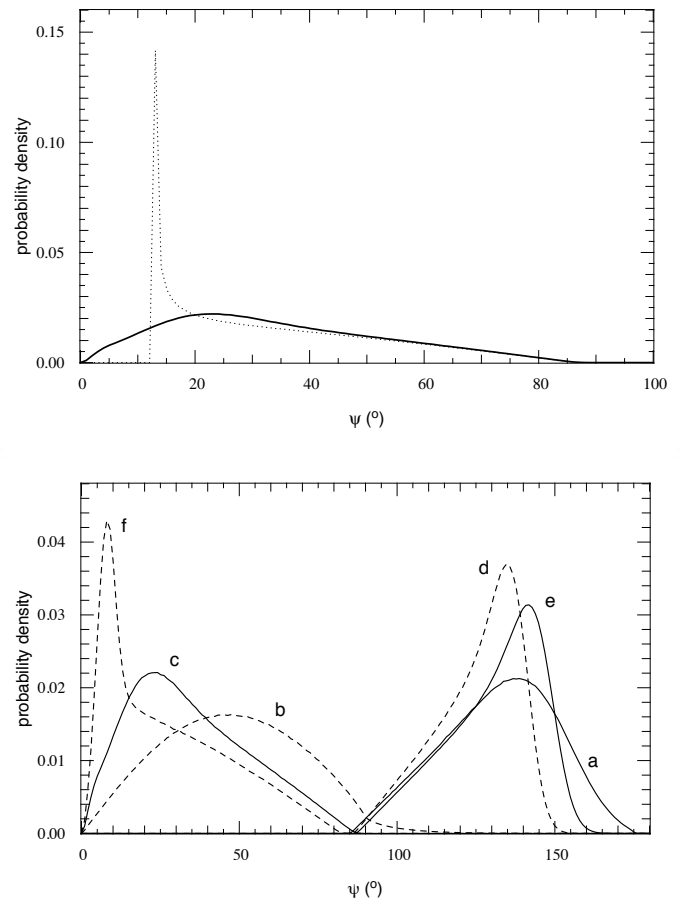 0.15
0.10
0.05
0.00
probability density
0 20 40 60 80 100
ψ (°)
0.04
0.03
0.02
0.01
0.00
probability density
f
d
e
c
b
a
0 50 100 150
ψ (°)